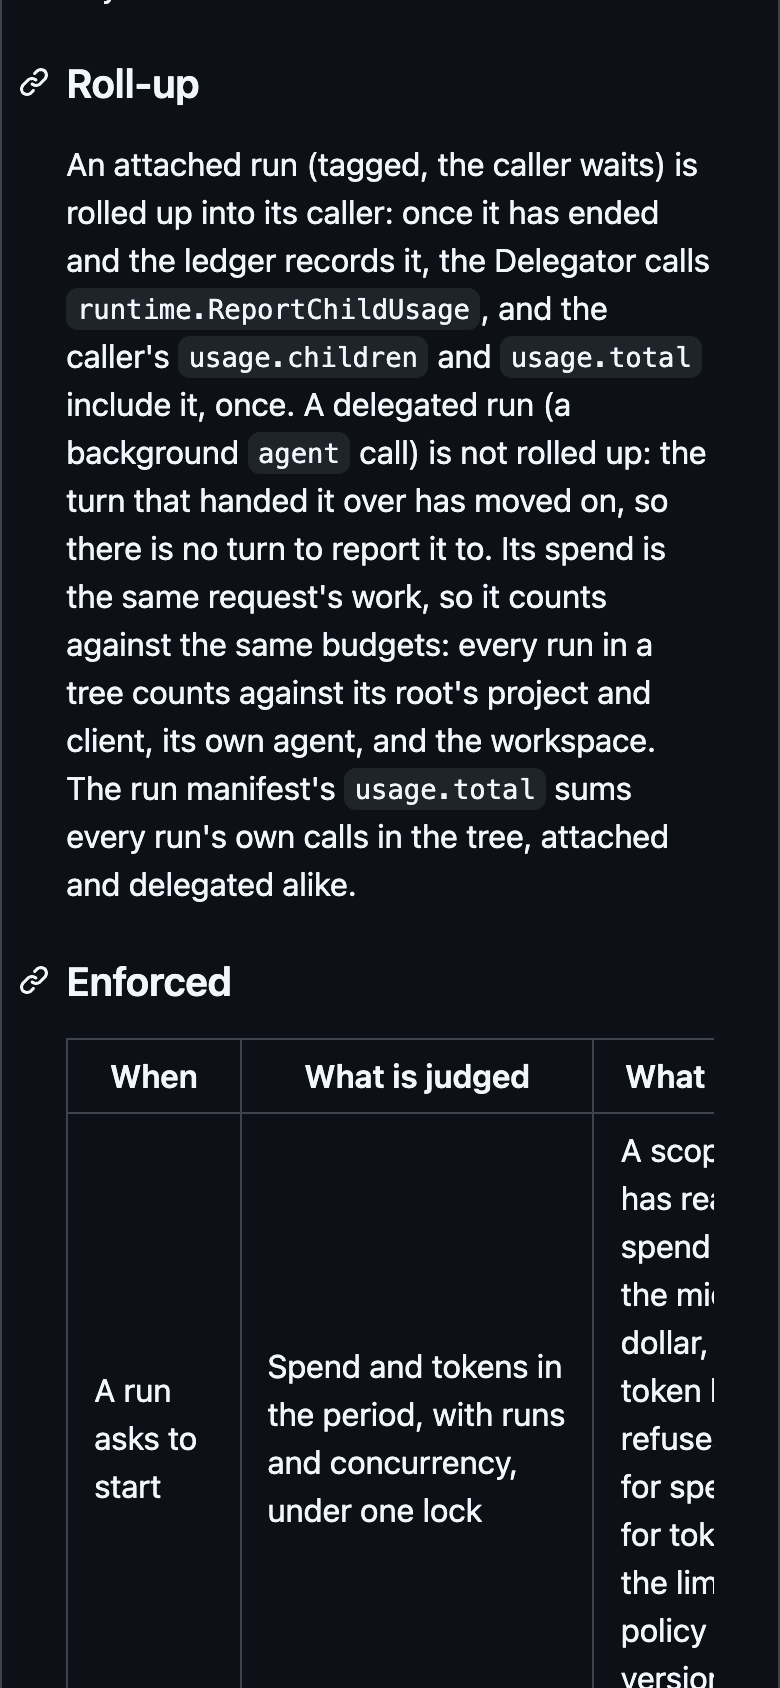 Roll-up
An attached run (tagged, the caller waits) is
rolled up into its caller: once it has ended
and the ledger records it, the Delegator calls
runtime.ReportChildUsage, and the
caller's usage.children and usage.total
include it, once. A delegated run (a
background agent call) is not rolled up: the
turn that handed it over has moved on, so
there is no turn to report it to. Its spend is
the same request's work, so it counts
against the same budgets: every run in a
tree counts against its root's project and
client, its own agent, and the workspace.
The run manifest's usage.total sums
every run's own calls in the tree, attached
and delegated alike.
Enforced
When
What is judged
What
A run
asks to
start
Spend and tokens in
the period, with runs
and concurrency,
under one lock
A
has
spend
the
dollar,
token
for
for
the
policy